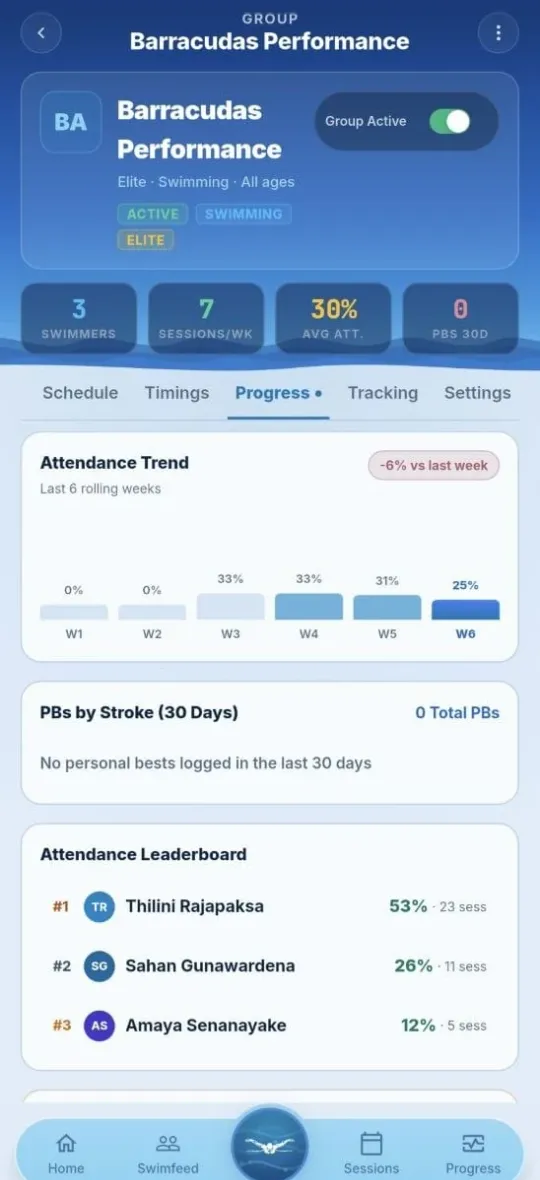 GROUP
Barracudas Performance
BA
Barracudas
Performance
Group Active
Elite · Swimming · All ages
ACTIVE SWIMMING
ELITE
3 7 30% 0
SWIMMERS SESSIONS/WK AVG ATT. PBS 30D
Schedule Timings Progress • Tracking Settings
Attendance Trend
-6% vs last week
Last 6 rolling weeks
0% 0% 33% 33% 31% 25%
W1 W2 W3 W4 W5 W6
PBs by Stroke (30 Days) 0 Total PBs
No personal bests logged in the last 30 days
Attendance Leaderboard
#1 TR Thilini Rajapaksa 53% · 23 sess
#2 SG Sahan Gunawardena 26% · 11 sess
#3 AS Amaya Senanayake 12% · 5 sess
Home Swimfeed Sessions Progress